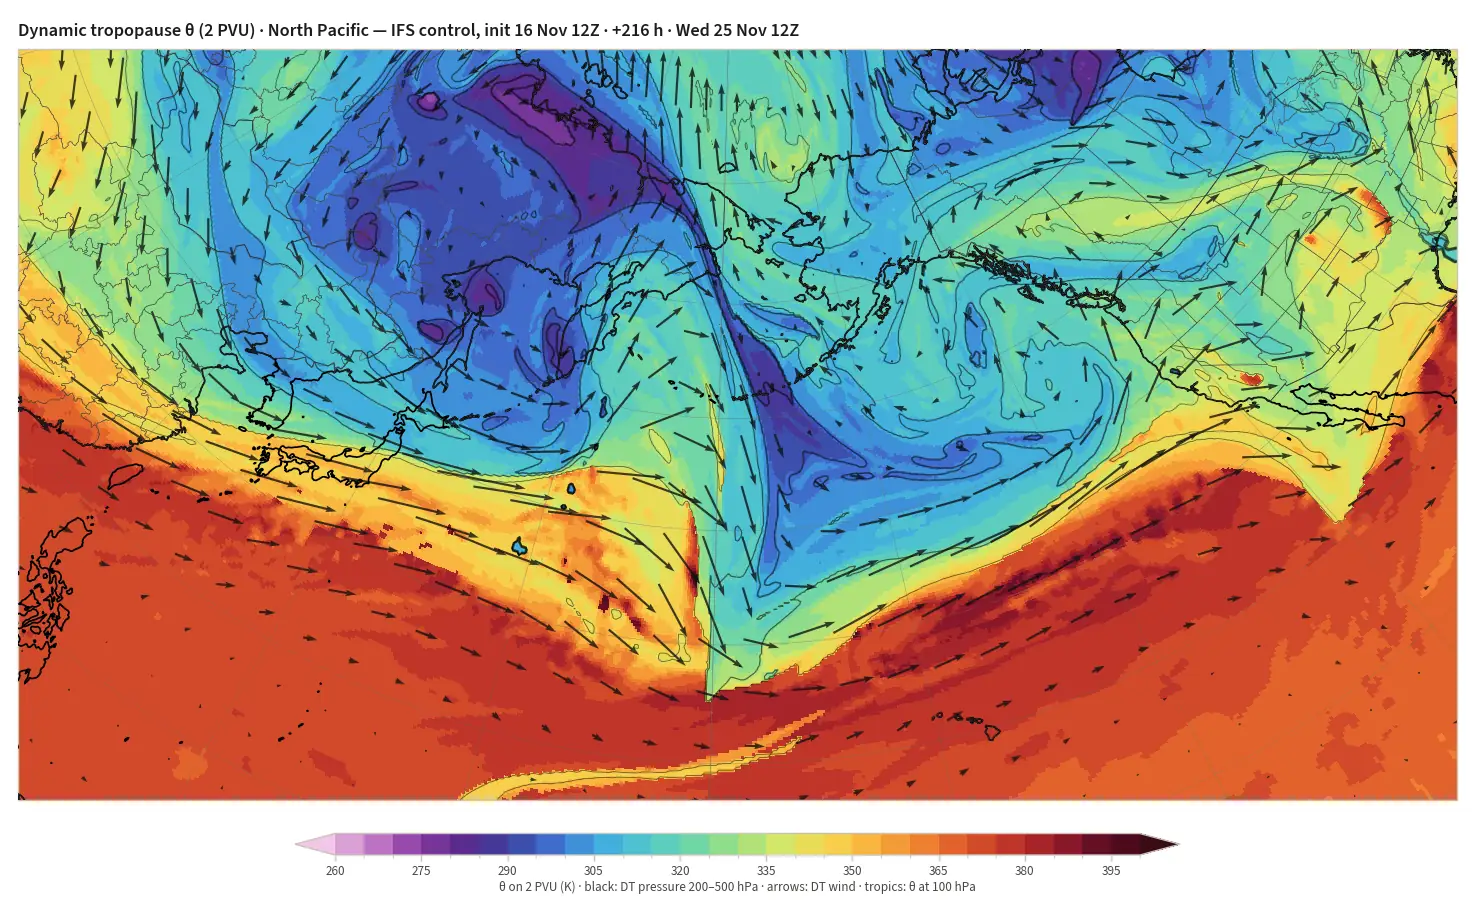 Dynamic tropopause θ (2 PVU) · North Pacific — IFS control, init 16 Nov 12Z · +216 h · Wed 25 Nov 12Z
260 275 290 305 320 335 350 365 380 395
θ on 2 PVU (K) · black: DT pressure 200–500 hPa · arrows: DT wind · tropics: θ at 100 hPa